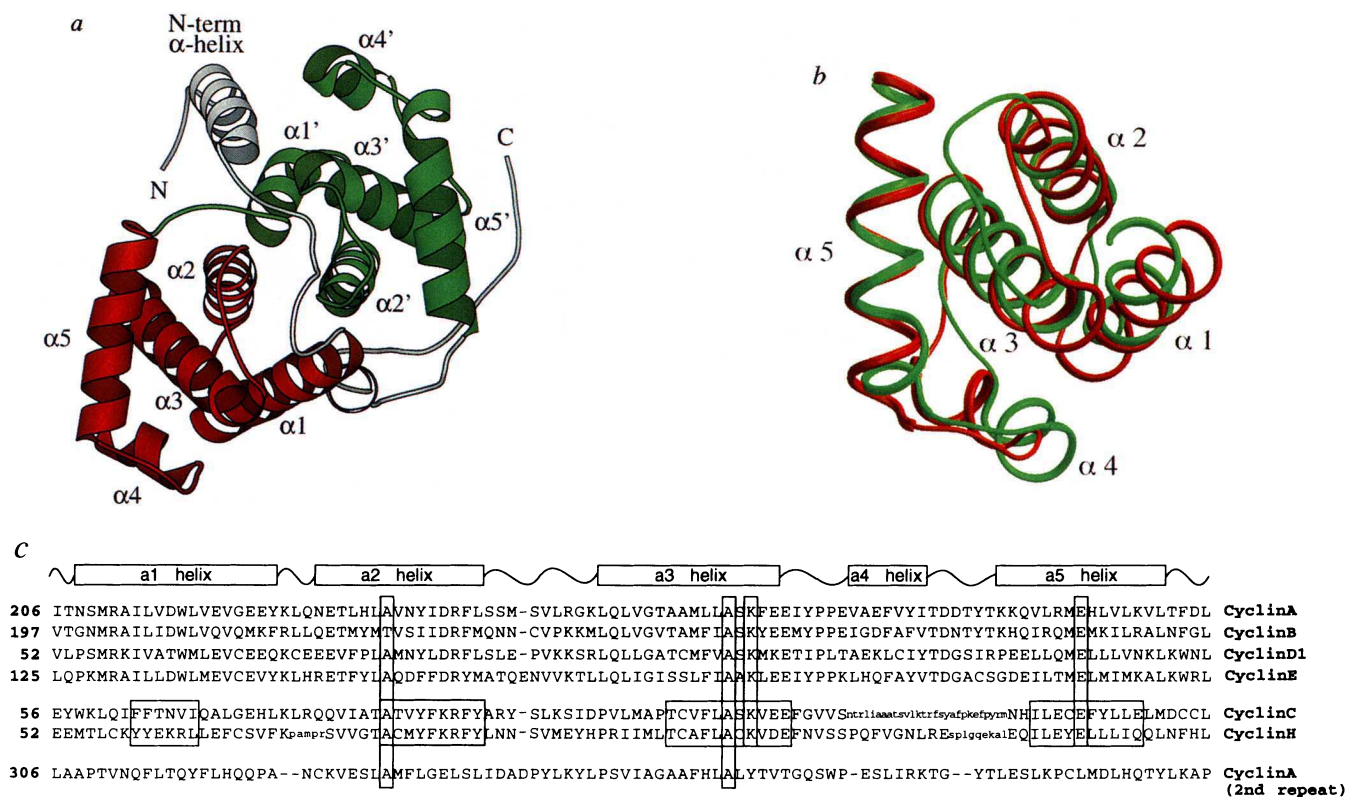 a
N-term
α-helix
α4'
α1'
α3'
C
N
α5'
α2
α2'
α5
α3
α1
α4
b
α 2
α 5
α 3
α 1
α 4
c
a1 helix a2 helix a3 helix a4 helix a5 helix
206 ITNSMRAILVDWLVEVGEEYKLQNETLHLAVNYIDRFLSSM-SVLRGKLQLVGTAAMLLASKFEEIYPPEVAEFVYITDDTYTKKQVLRMEHLVLKVLTFDL CyclinA
197 VTGNMRAILIDWLVQVQMKFRLLQETMYMTVSIIDRFMQNN-CVPKKMLQLVGVTAMFIASKYEEMYPPEIGDFAFVTDNTYTKHQIRQMEMKILRALNFGL CyclinB
52 VLPSMRKIVATWMLEVCEEQKCEEEVFPLAMNYLDRFLSLE-PVKKSRLQLLGATCMFVASKMKETIPLTAEKLCIYTDGSIRPEELLQMELLLVNKLKWNL CyclinD1
125 LQPKMRAILLDWLMEVCEVYKLHRETFYLAQDFFDRYMATQENVVKTLLQLIGISSLFIAAKLEEIYPPKLHQFAYVTDGACSGDEILTMELMIMKALKWRL CyclinE
56 EYWKLQIFFTNVIQALGEHLKLRQQVIATATVYFKRFYARY-SLKSIDPVLMAPTCVFLASKVEEFGVVSntrliaaatsvlktrfsyafpkefpyrmNHILECEFYLLELMDCCL CyclinC
52 EEMTLCKYYEKRLLEFCSVFKpamprSVVGTACMYFKRFYLNN-SVMEYHPRIIMLTCAFLACKVDEFNVSSPQFVGNLREsplgqekalEQILEYELLLIQQLNFHL CyclinH
306 LAAPTVNQFLTQYFLHQQPA--NCKVESLAMFLGELSLIDADPYLKYLPSVIAGAAFHLALYTVTGQSWP-ESLIRKTG--YTLESLKPCLMDLHQTYLKAP CyclinA
(2nd repeat)